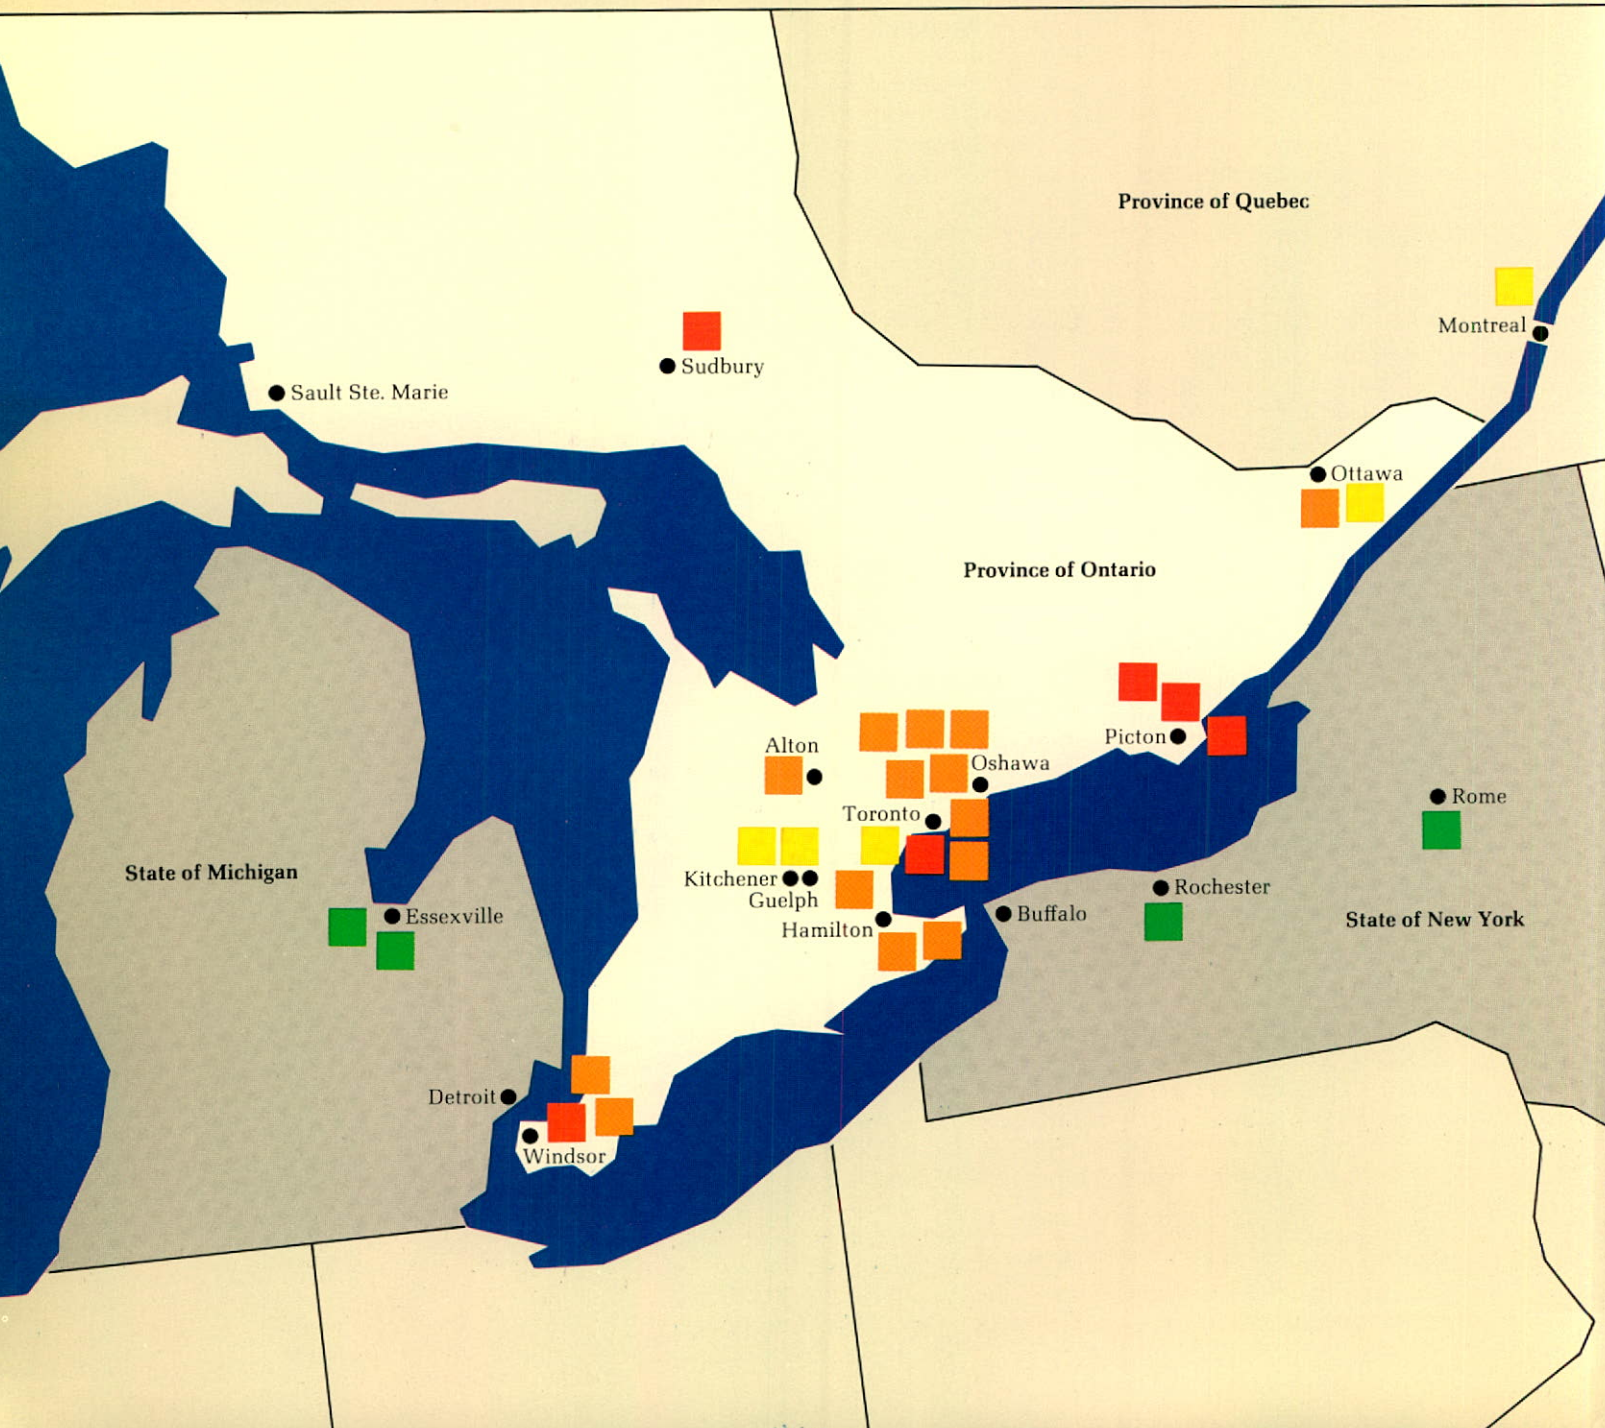 Province of Quebec
Montreal
Sudbury
Sault Ste. Marie
Ottawa
Province of Ontario
Picton
Alton
Oshawa
Rome
Toronto
State of Michigan
Kitchener
Rochester
Guelph
Essexville
Buffalo
State of New York
Hamilton
Detroit
Windsor